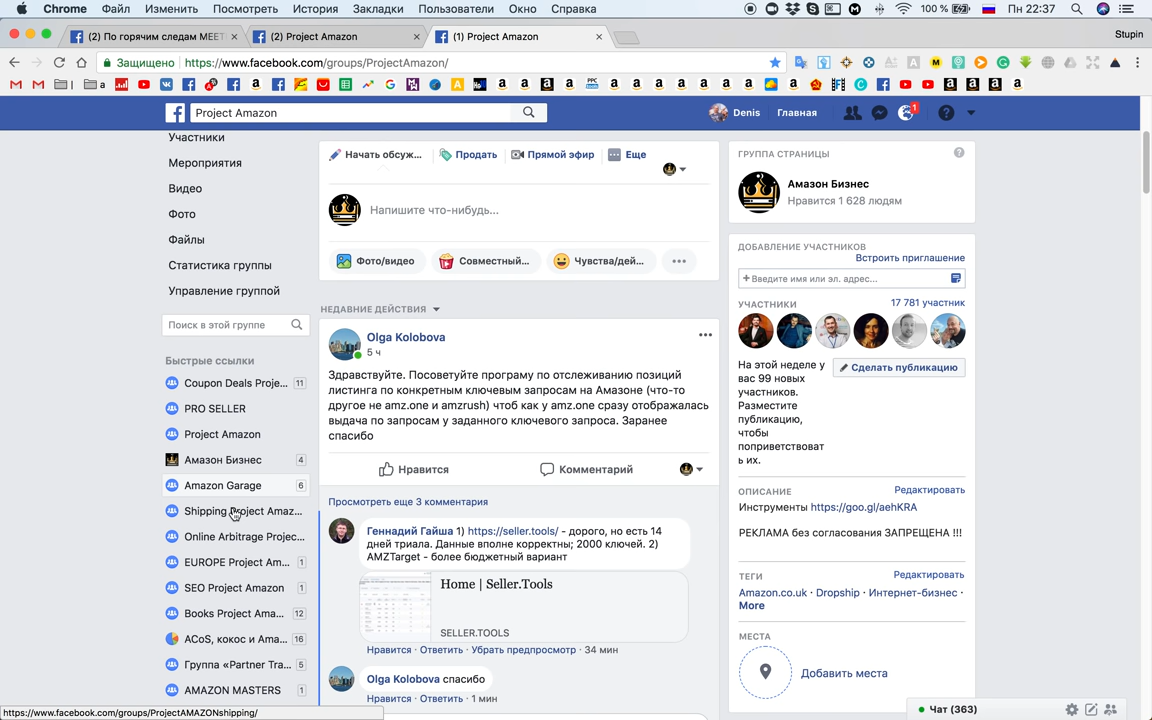 Chrome Файл Изменить Посмотреть История Закладки Пользователи Окно Справка 100 % Пн 22:37
(2) По горячим следам MEET
(2) Project Amazon
(1) Project Amazon
Stupin
Защищено https://www.facebook.com/groups/ProjectAmazon/
Project Amazon
Denis Главная 1
Участники
Мероприятия
Видео
Фото
Файлы
Статистика группы
Управление группой
Поиск в этой группе
Быстрые ссылки
Coupon Deals Proje... 11
PRO SELLER
Project Amazon
Амазон Бизнес 4
Amazon Garage 6
Shipping Project Amaz...
Online Arbitrage Projec...
EUROPE Project Am... 1
SEO Project Amazon 1
Books Project Ama... 12
ACoS, кокос и Ama... 16
Группа «Partner Tra... 5
AMAZON MASTERS 1
https://www.facebook.com/groups/ProjectAMAZONshipping/
Начать обсуж... Продать Прямой эфир Еще
Напишите что-нибудь...
Фото/видео Совместный... Чувства/дей...
НЕДАВНИЕ ДЕЙСТВИЯ
Olga Kolobova
5 ч
Здравствуйте. Посоветуйте програму по отслеживанию позиций
листинга по конкретным ключевым запросам на Амазоне (что-то
другое не amz.one и amzrush) чтоб как у amz.one сразу отображалась
выдача по запросам у заданного ключевого запроса. Заранее
спасибо
Нравится Комментарий
Просмотреть еще 3 комментария
Геннадий Гайша 1) https://seller.tools/ - дорого, но есть 14
дней триала. Данные вполне корректны; 2000 ключей. 2)
AMZTarget - более бюджетный вариант
Home | Seller.Tools
SELLER.TOOLS
Нравится · Ответить · Убрать предпросмотр · 34 мин
Olga Kolobova спасибо
Нравится · Ответить · 1 мин
ГРУППА СТРАНИЦЫ
Амазон Бизнес
Нравится 1 628 людям
ДОБАВЛЕНИЕ УЧАСТНИКОВ
Встроить приглашение
+ Введите имя или эл. адрес...
УЧАСТНИКИ 17 781 участник
На этой неделе у
вас 99 новых
участников.
Разместите
публикацию,
чтобы
поприветствоват
ь их.
Сделать публикацию
ОПИСАНИЕ Редактировать
Инструменты https://goo.gl/aehKRA
РЕКЛАМА без согласования ЗАПРЕЩЕНА !!!
ТЕГИ Редактировать
Amazon.co.uk · Dropship · Интернет-бизнес ·
More
МЕСТА
Добавить места
Чат (363)